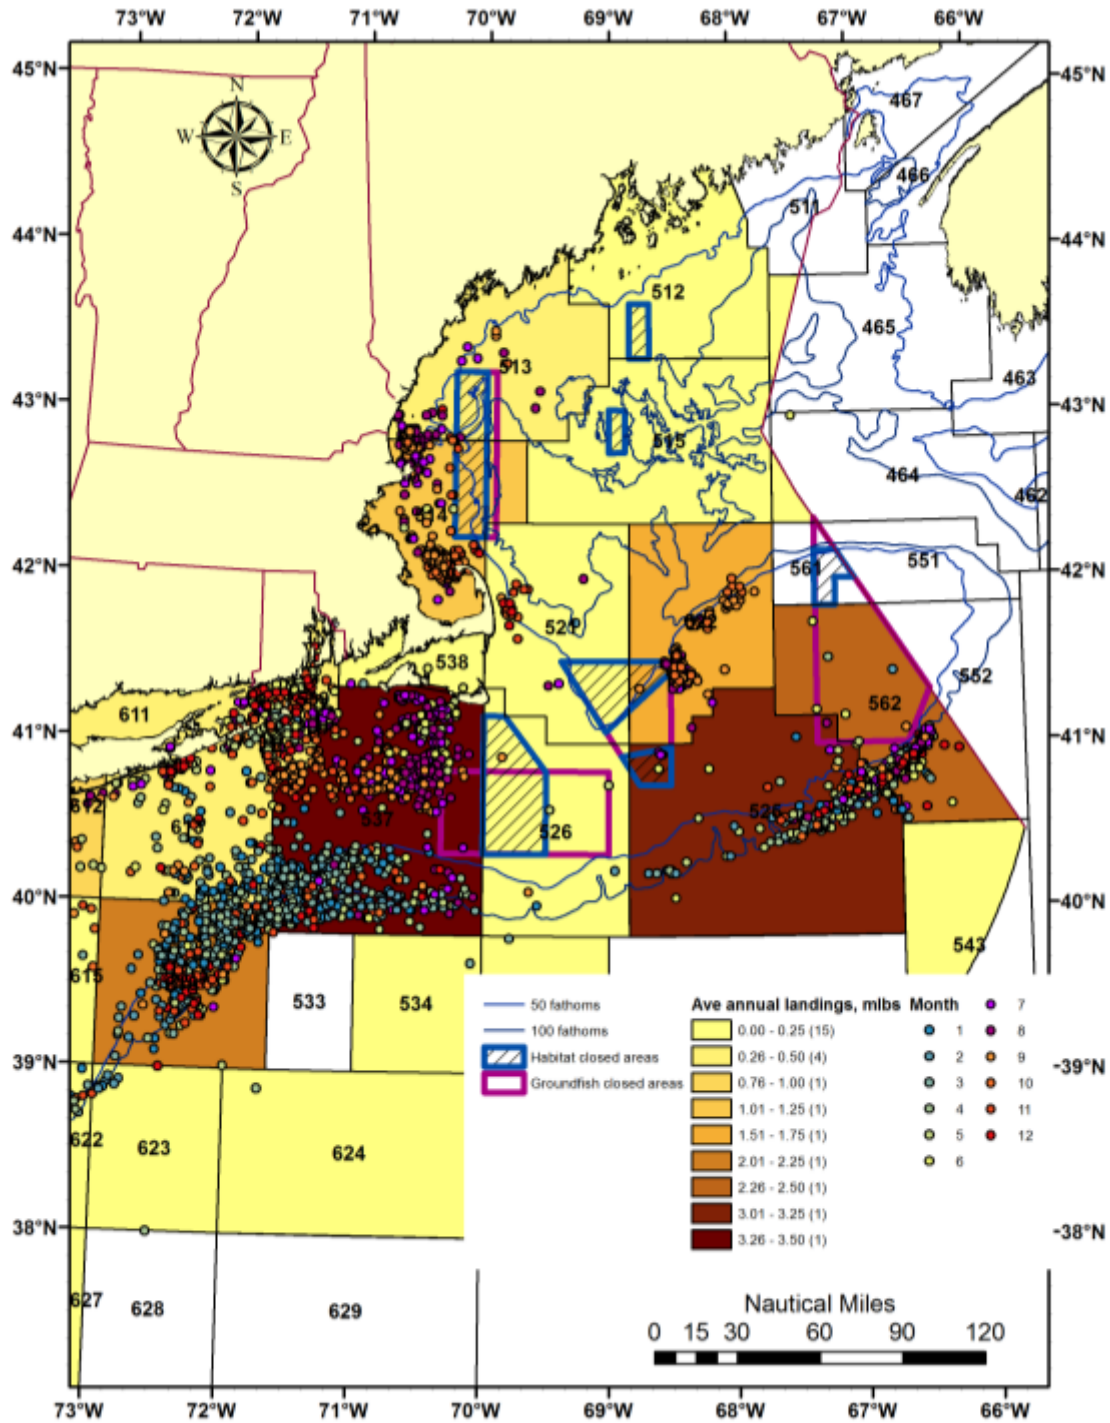 73°W 72°W 71°W 70°W 69°W 68°W 67°W 66°W
45°N 45°N
467
N
W E
S
466
511
44°N 44°N
512
465
513
463
43°N 43°N
515
464
462
42°N 561 551 42°N
538
552
611
562
41°N 41°N
537
526
40°N 40°N
543
615
533 534
50 fathoms
100 fathoms
Habitat closed areas
Groundfish closed areas
Ave annual landings, mlbs
0.00 - 0.25 (15)
0.26 - 0.50 (4)
0.76 - 1.00 (1)
1.01 - 1.25 (1)
1.51 - 1.75 (1)
2.01 - 2.25 (1)
2.26 - 2.50 (1)
3.01 - 3.25 (1)
3.26 - 3.50 (1)
Month
1
2
3
4
5
6
7
8
9
10
11
12
39°N 39°N
622 623 624
38°N 38°N
627 628 629
Nautical Miles
0 15 30 60 90 120
73°W 72°W 71°W 70°W 69°W 68°W 67°W 66°W